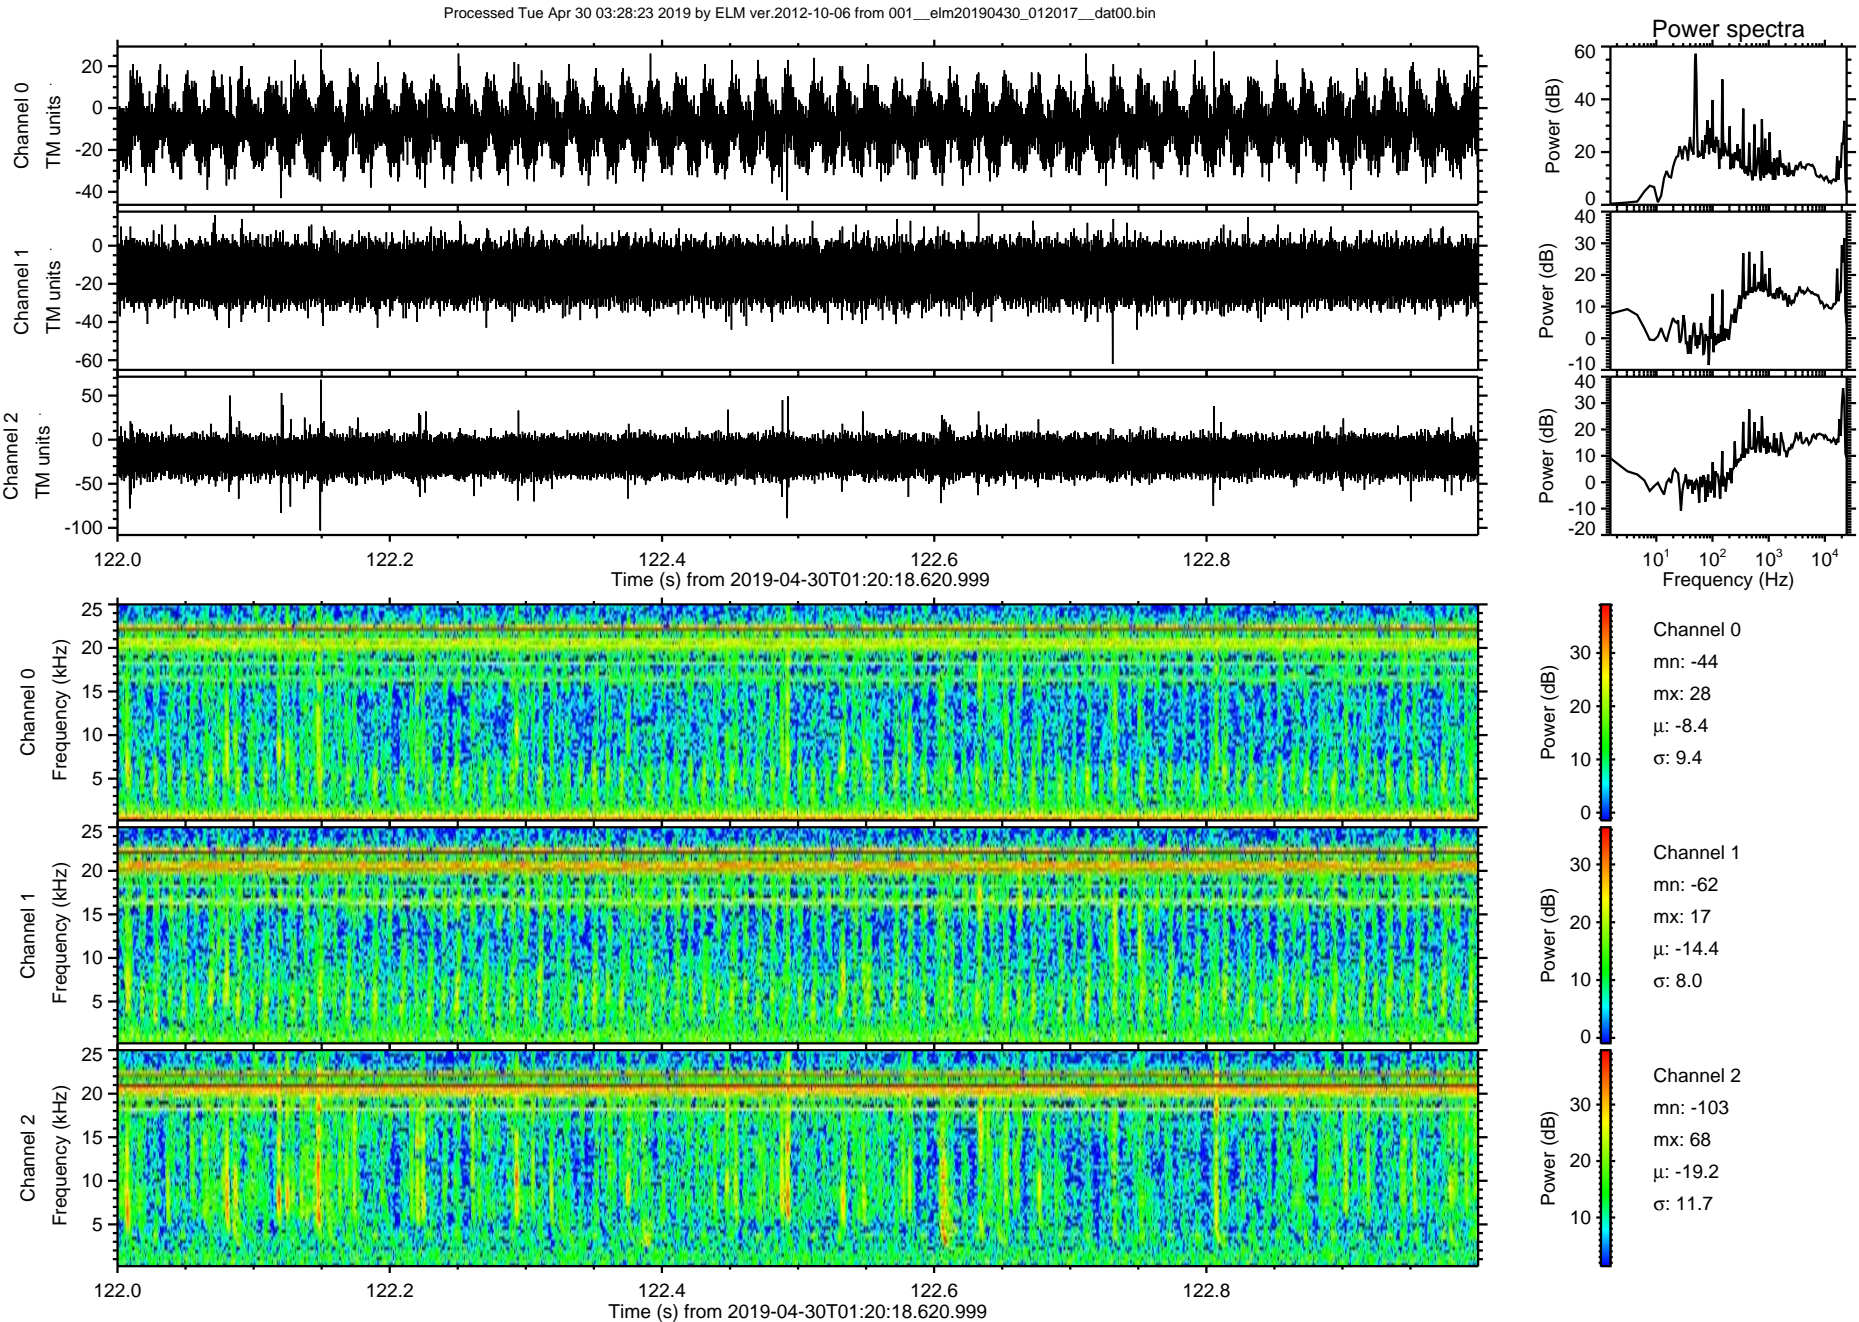 Processed Tue Apr 30 03:28:23 2019 by ELM ver.2012-10-06 from 001__elm20190430_012017__dat00.bin
Power spectra
Channel 0
TM units
20
0
-20
-40
Power (dB)
60
40
20
0
Channel 1
TM units
0
-20
-40
-60
Power (dB)
40
30
20
10
0
-10
Channel 2
TM units
50
0
-50
-100
Power (dB)
40
30
20
10
0
-10
-20
122.0 122.2 122.4 122.6 122.8
Time (s) from 2019-04-30T01:20:18.620.999
10^1 10^2 10^3 10^4
Frequency (Hz)
Channel 0
Frequency (kHz)
25
20
15
10
5
Power (dB)
30
20
10
0
Channel 0
mn: -44
mx: 28
μ: -8.4
σ: 9.4
Channel 1
Frequency (kHz)
25
20
15
10
5
Power (dB)
30
20
10
0
Channel 1
mn: -62
mx: 17
μ: -14.4
σ: 8.0
Channel 2
Frequency (kHz)
25
20
15
10
5
Power (dB)
30
20
10
Channel 2
mn: -103
mx: 68
μ: -19.2
σ: 11.7
122.0 122.2 122.4 122.6 122.8
Time (s) from 2019-04-30T01:20:18.620.999